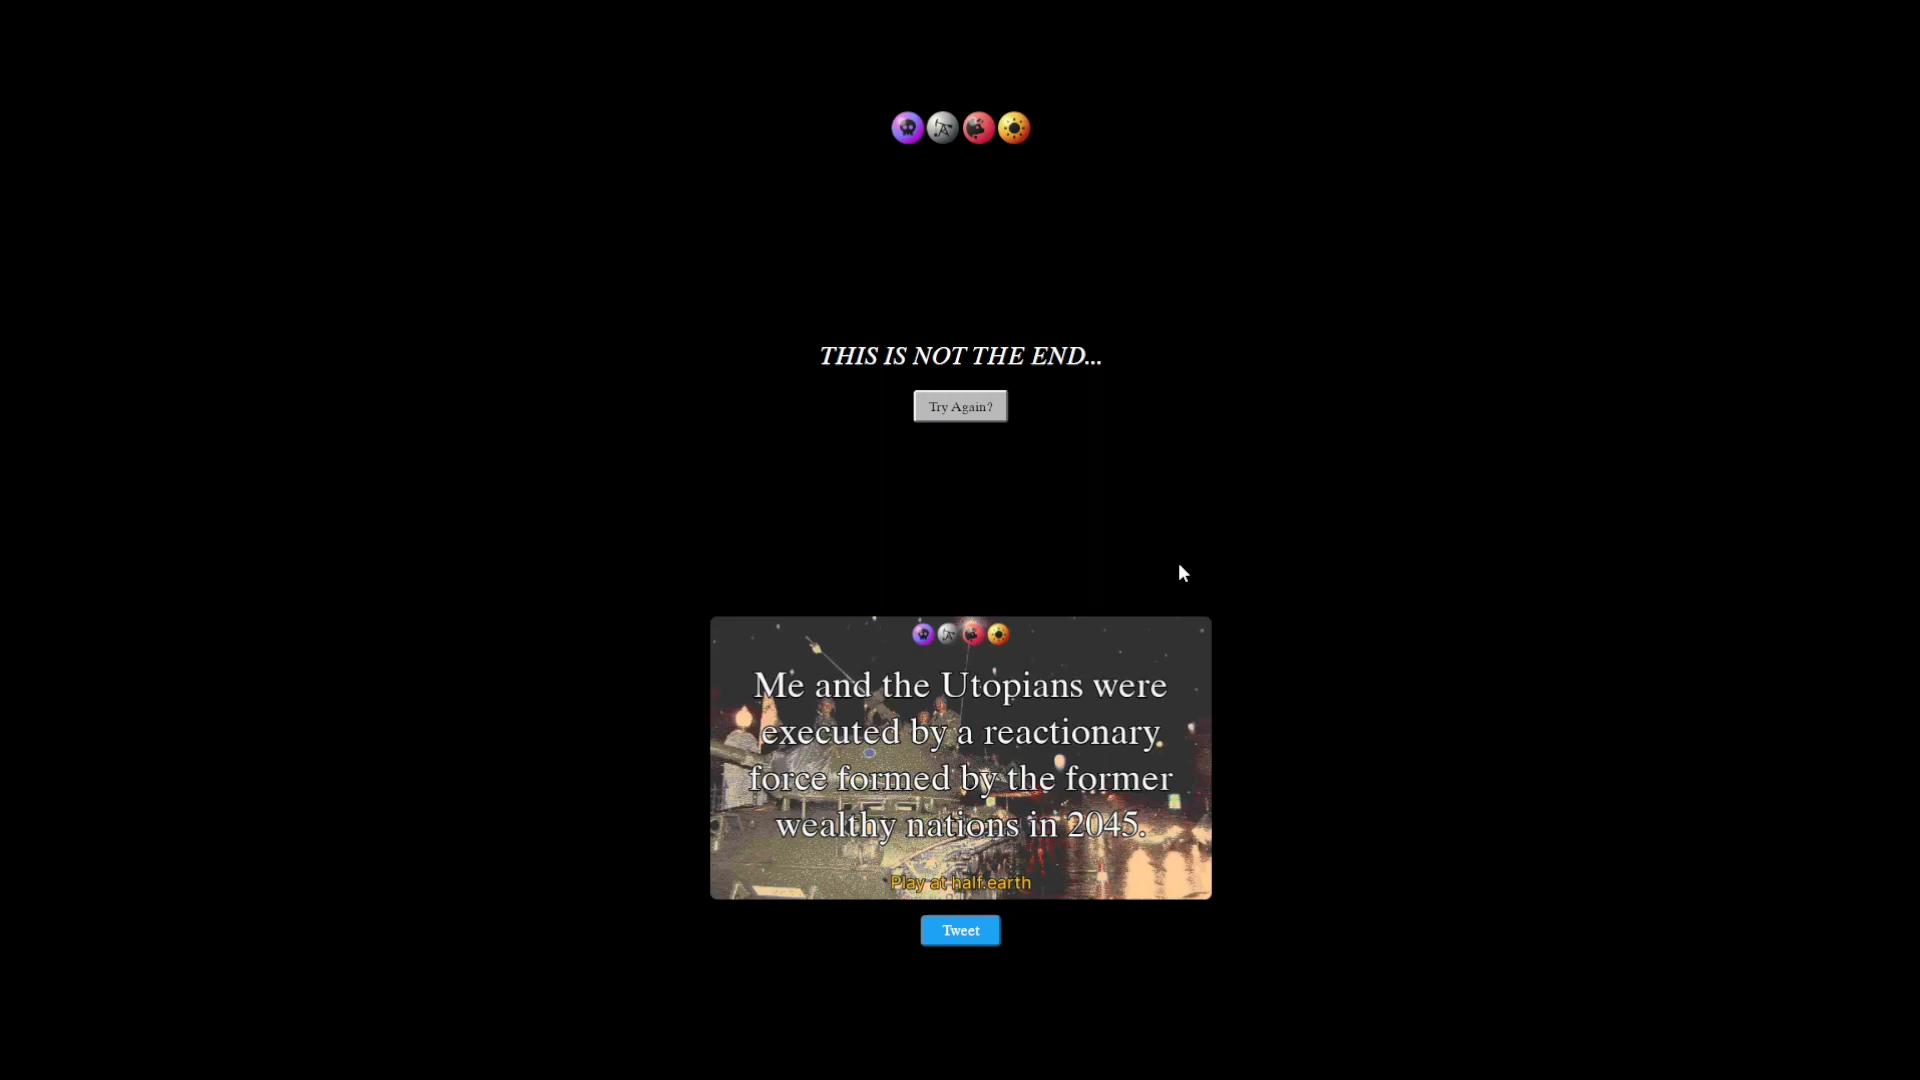 THIS IS NOT THE END...
Try Again?
Me and the Utopians were
executed by a reactionary
force formed by the former
wealthy nations in 2045.
Play at half.earth
Tweet